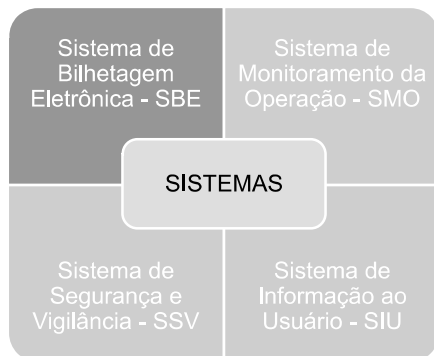 Sistema de
Bilhetagem
Eletrônica - SBE
Sistema de
Monitoramento da
Operação - SMO
SISTEMAS
Sistema de
Segurança e
Vigilância - SSV
Sistema de
Informação ao
Usuário - SIU